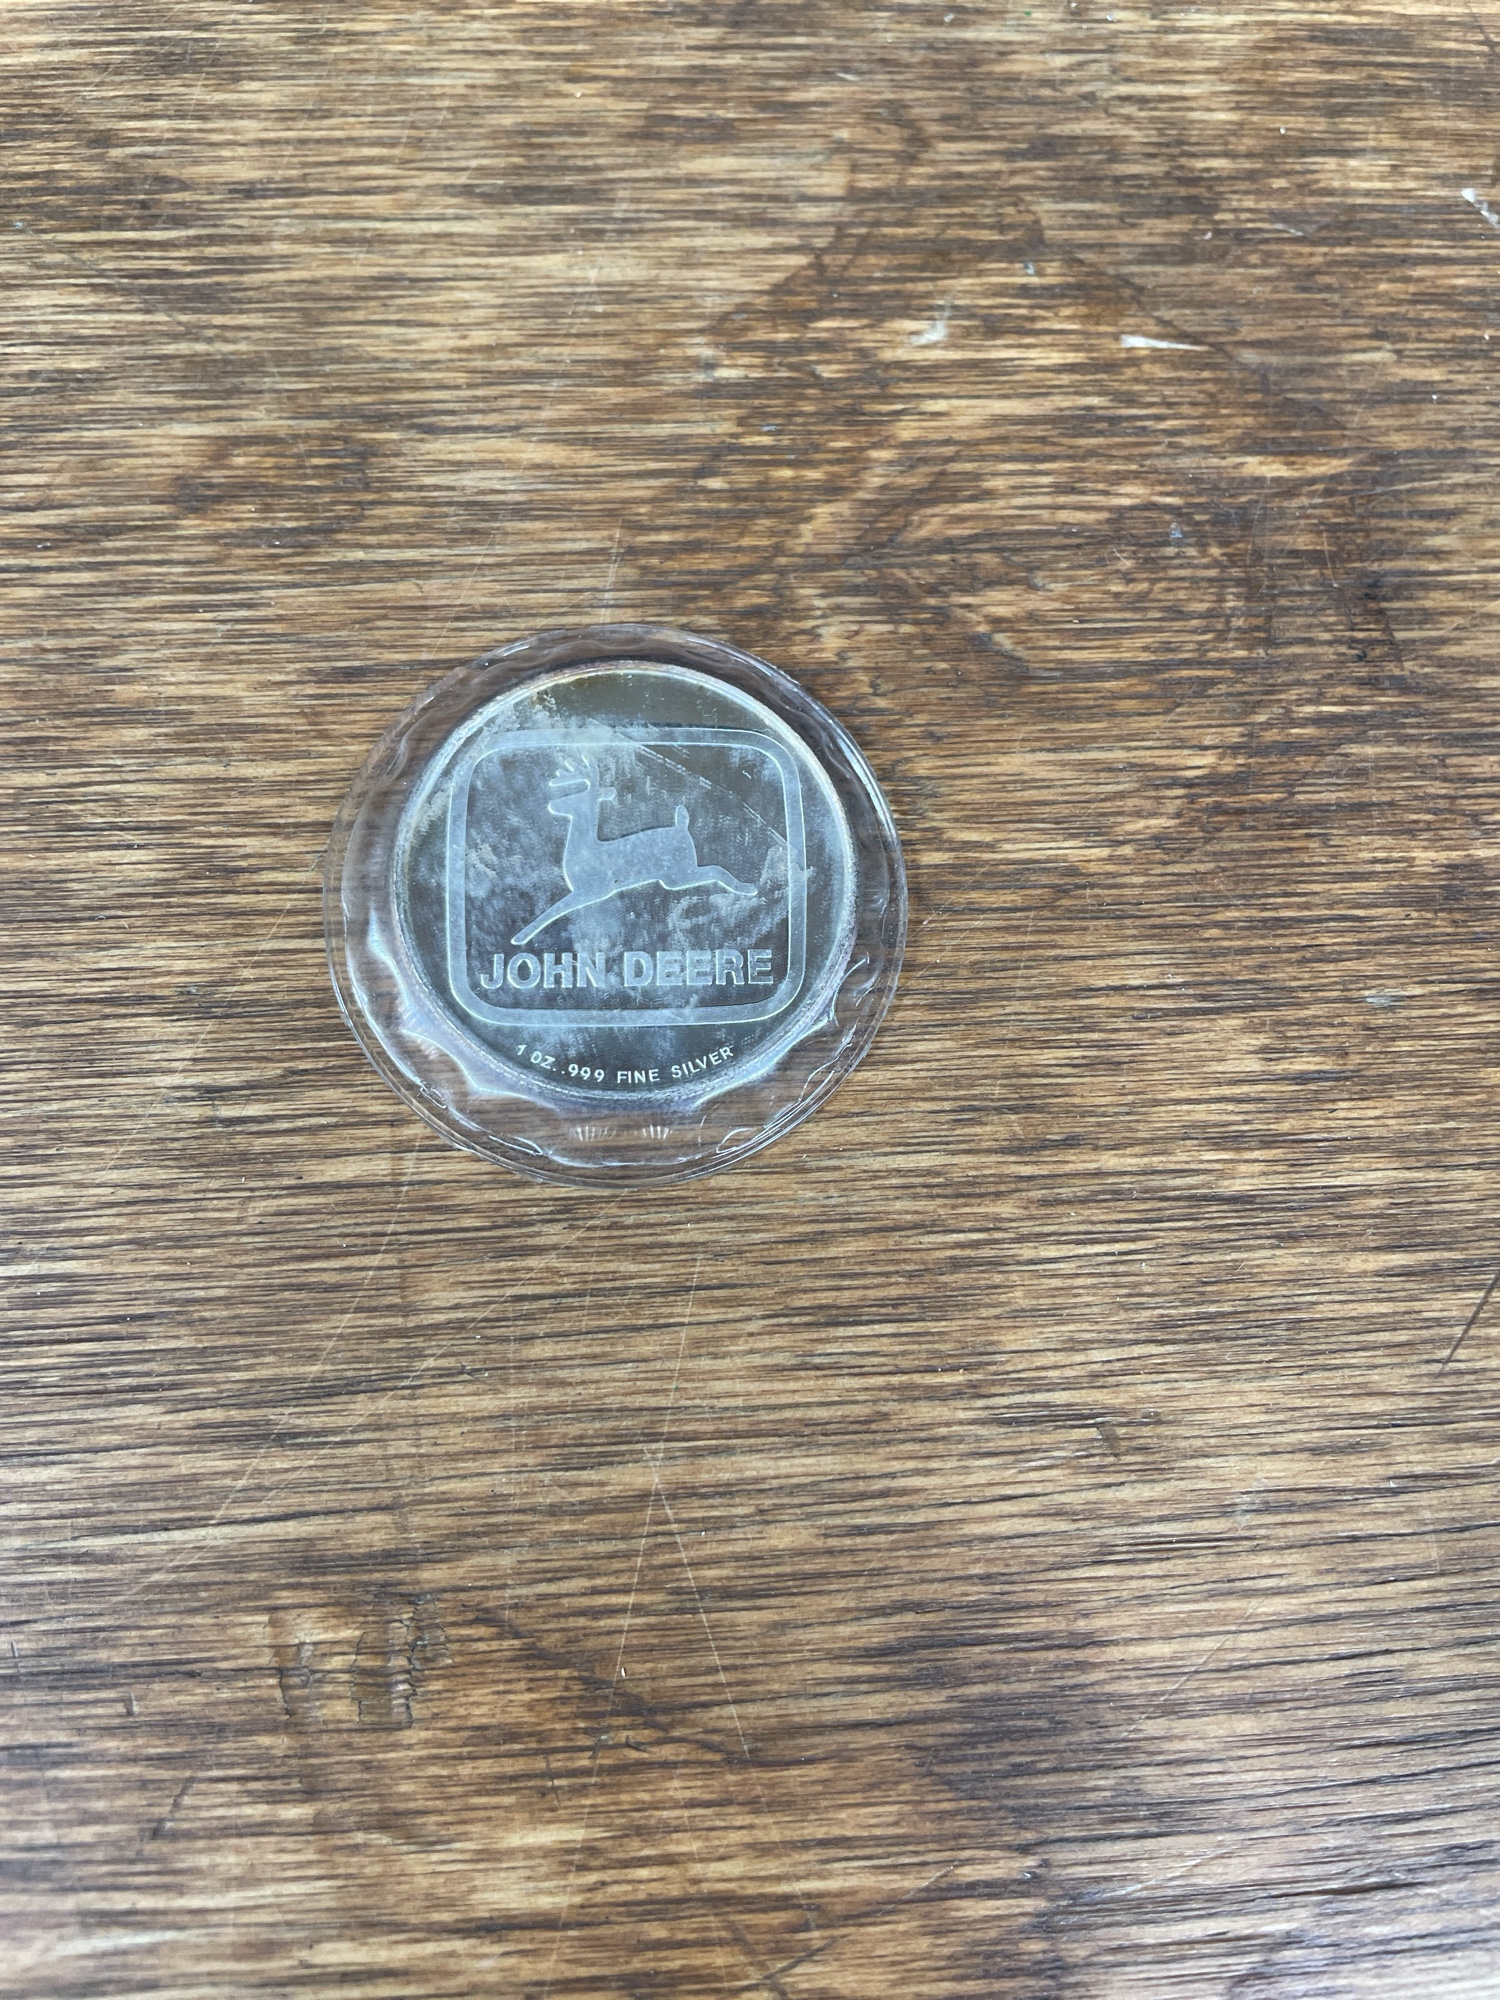 JOHN DEERE
1 OZ. .999 FINE SILVER